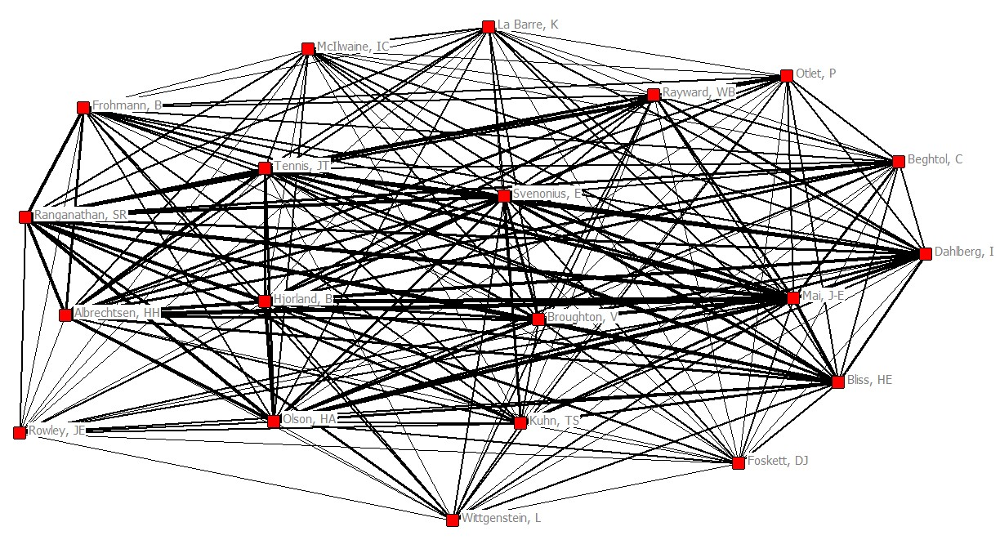 La Barre, K
McIlwaine, IC
Otlet, P
Rayward, WB
Frohmann, B
Beghtol, C
Tennis, JT
Svenonius, E
Ranganathan, SR
Dahlberg, I
Mai, J-E
Hjorland, B
Albrechtsen, HH
Broughton, V
Bliss, HE
Olson, HA
Kuhn, TS
Rowley, JE
Foskett, DJ
Wittgenstein, L